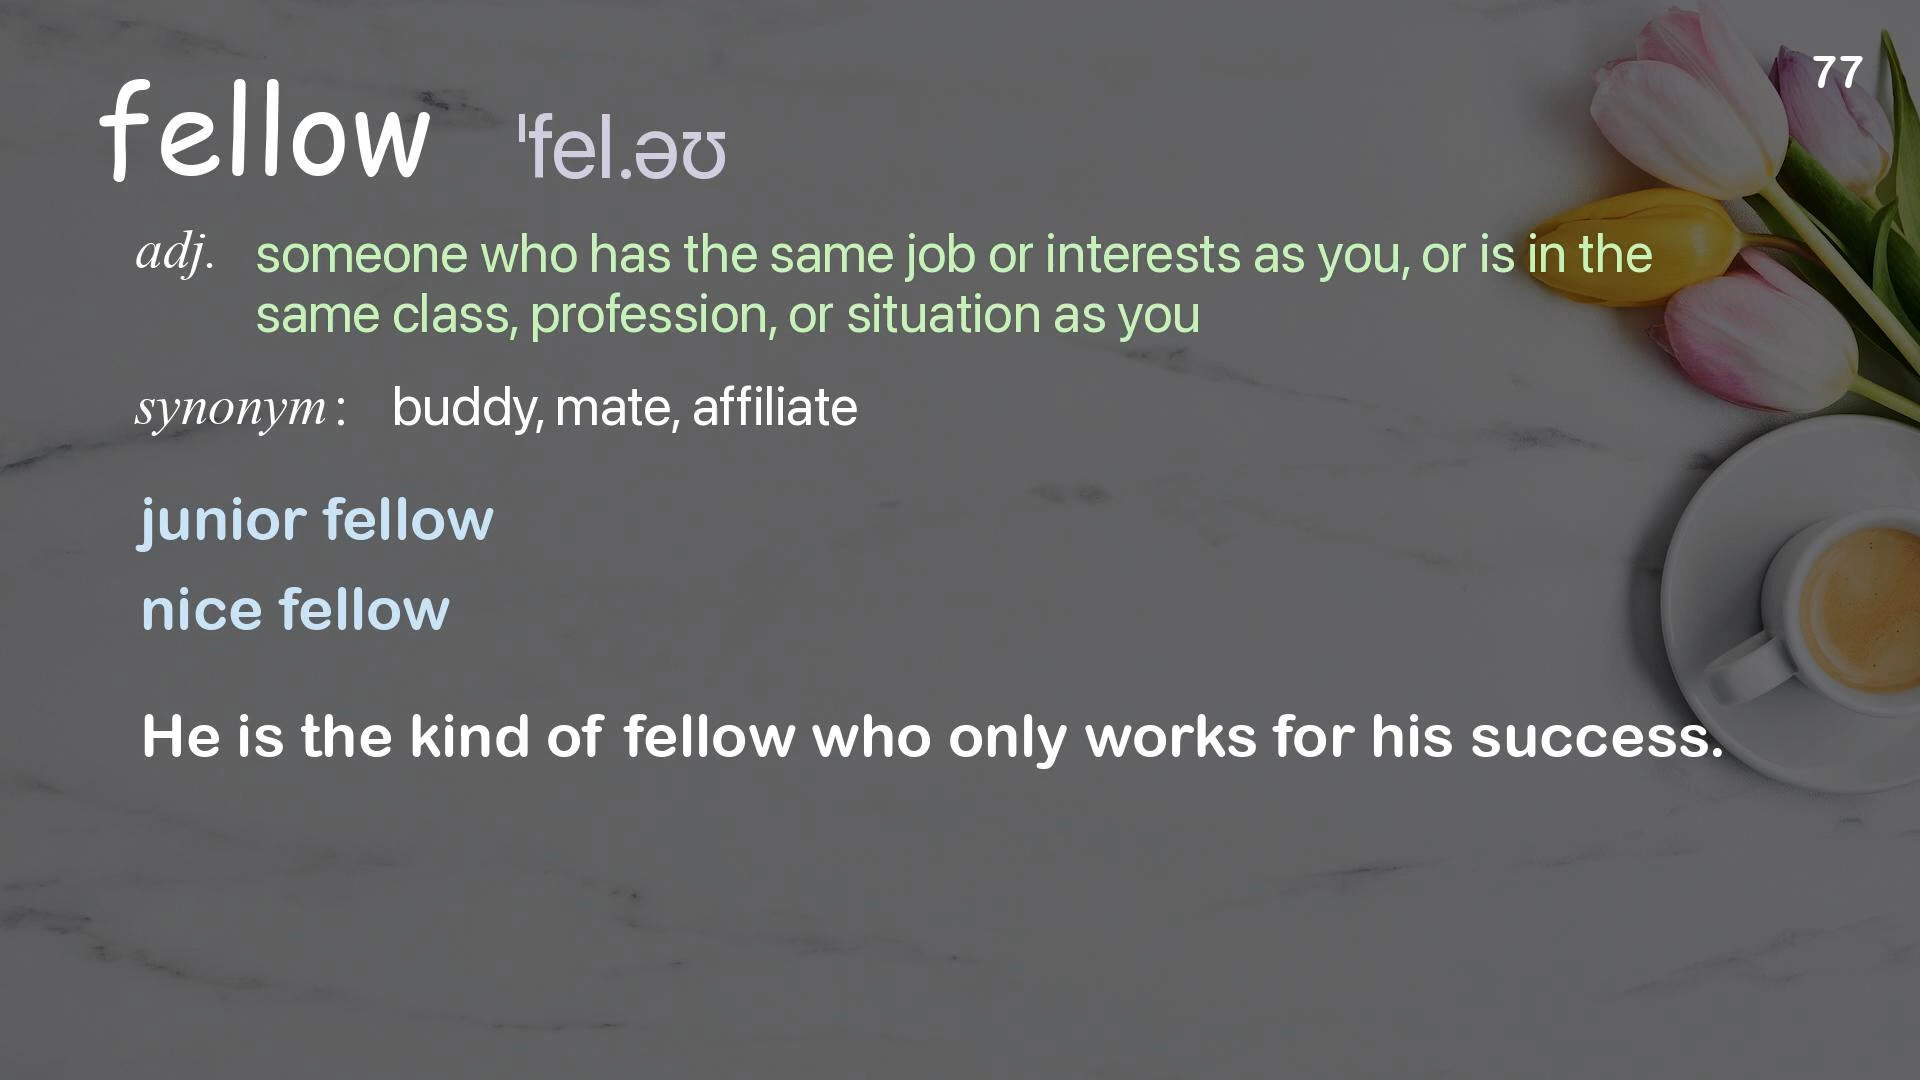 77
fellow ˈfel.əʊ
adj. someone who has the same job or interests as you, or is in the
same class, profession, or situation as you
synonym: buddy, mate, affiliate
junior fellow
nice fellow
He is the kind of fellow who only works for his success.